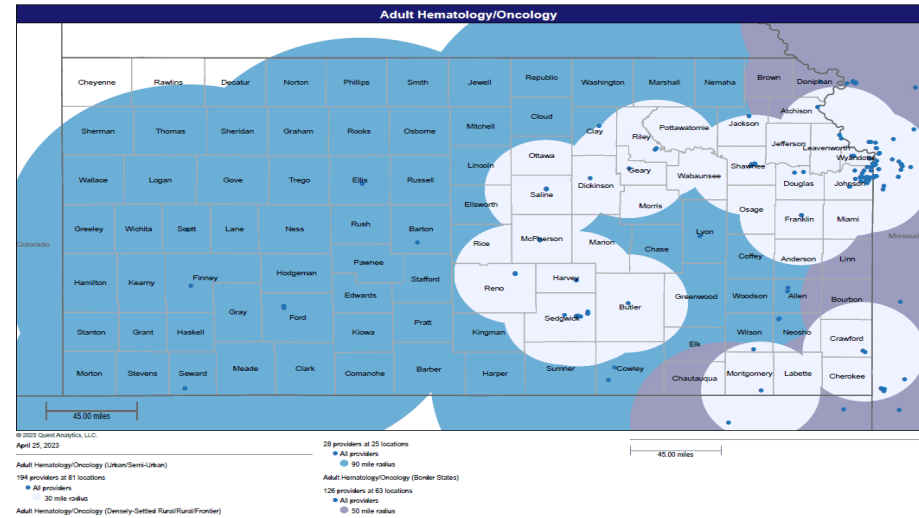 Adult Hematology/Oncology
Cheyenne Rawlins Decatur Norton Phillips Smith Jewell Republic Washington Marshall Nemaha Brown Doniphan
Atchison
Sherman Thomas Sheridan Graham Rooks Osborne Mitchell Cloud Clay Riley Pottawatomie Jackson
Jefferson Leavenworth
Wyandotte
Wallace Logan Gove Trego Ellis Russell Lincoln Ottawa Saline Dickinson Geary Wabaunsee Shawnee Douglas Johnson
Ellsworth Morris Osage
Greeley Wichita Scott Lane Ness Rush Barton Rice McPherson Marion Chase Lyon Franklin Miami
Colorado Missouri
Pawnee Coffey Anderson Linn
Hamilton Kearny Finney Hodgeman Edwards Stafford Reno Harvey Butler Greenwood Woodson Allen Bourbon
Gray Ford
Stanton Grant Haskell Kiowa Pratt Kingman Sedgwick Elk Wilson Neosho Crawford
Morton Stevens Seward Meade Clark Comanche Barber Harper Sumner Cowley Chautauqua Montgomery Labette Cherokee
45.00 miles
© 2023 Quest Analytics, LLC.
April 25, 2023
Adult Hematology/Oncology (Urban/Semi-Urban)
194 providers at 81 locations
All providers
30 mile radius
Adult Hematology/Oncology (Densely-Settled Rural/Rural/Frontier)
28 providers at 25 locations
All providers
90 mile radius
Adult Hematology/Oncology (Border States)
126 providers at 63 locations
All providers
50 mile radius
45.00 miles